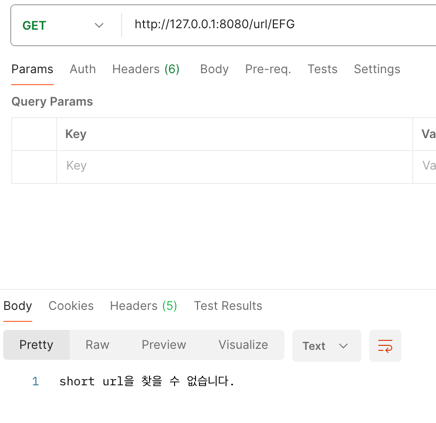 GET http://127.0.0.1:8080/url/EFG
Params Auth Headers (6) Body Pre-req. Tests Settings
Query Params
Key Va
Key Va
Body Cookies Headers (5) Test Results
Pretty Raw Preview Visualize Text
1 short url을 찾을 수 없습니다.